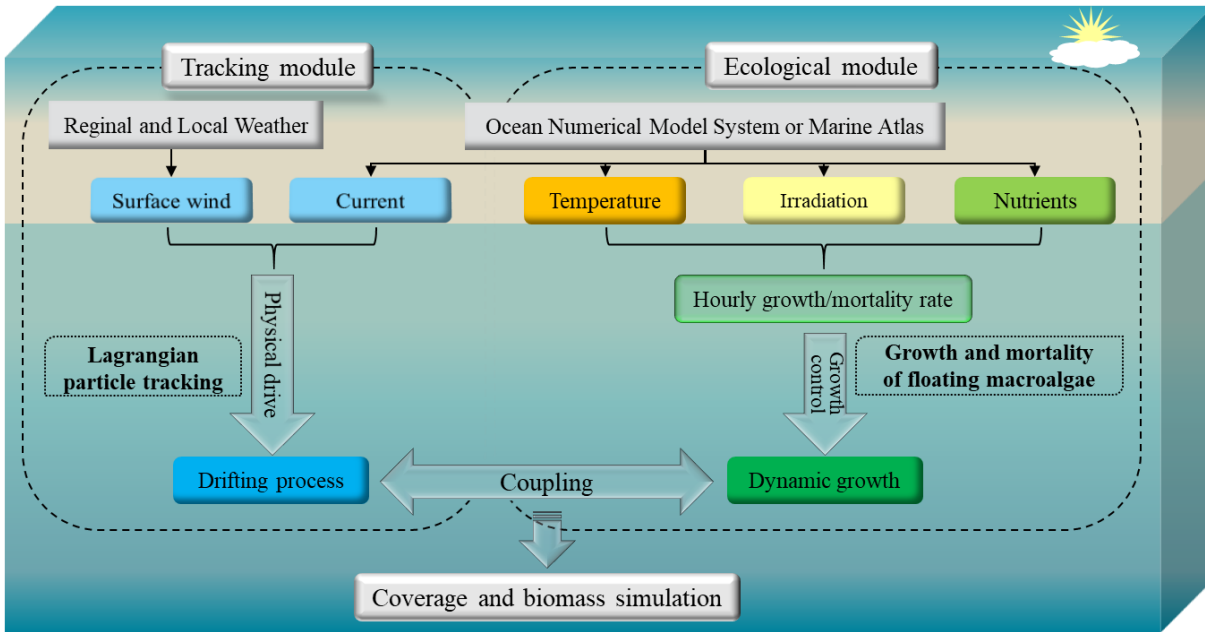 Tracking module
Ecological module
Reginal and Local Weather
Ocean Numerical Model System or Marine Atlas
Surface wind
Current
Temperature
Irradiation
Nutrients
Hourly growth/mortality rate
Physical drive
Lagrangian
particle tracking
Growth
control
Growth and mortality
of floating macroalgae
Drifting process
Coupling
Dynamic growth
Coverage and biomass simulation